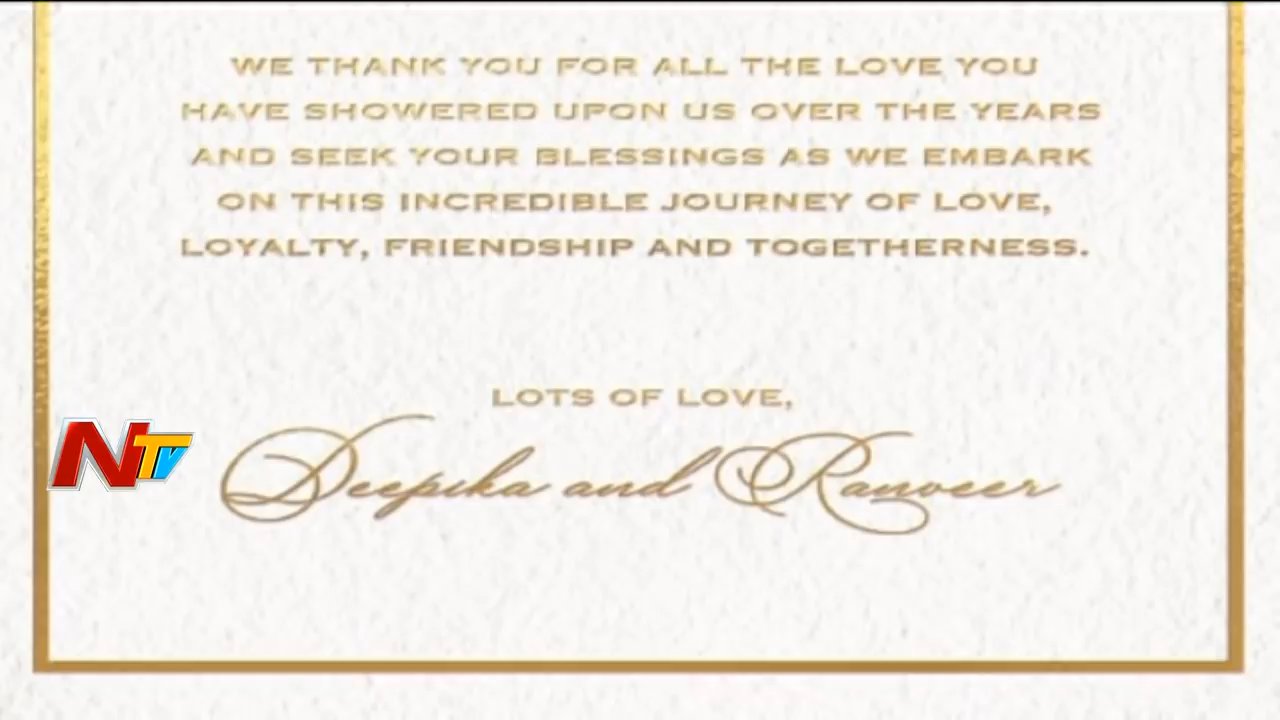 WE THANK YOU FOR ALL THE LOVE YOU
HAVE SHOWERED UPON US OVER THE YEARS
AND SEEK YOUR BLESSINGS AS WE EMBARK
ON THIS INCREDIBLE JOURNEY OF LOVE,
LOYALTY, FRIENDSHIP AND TOGETHERNESS.
LOTS OF LOVE,
NTV
Deepika and Ranveer